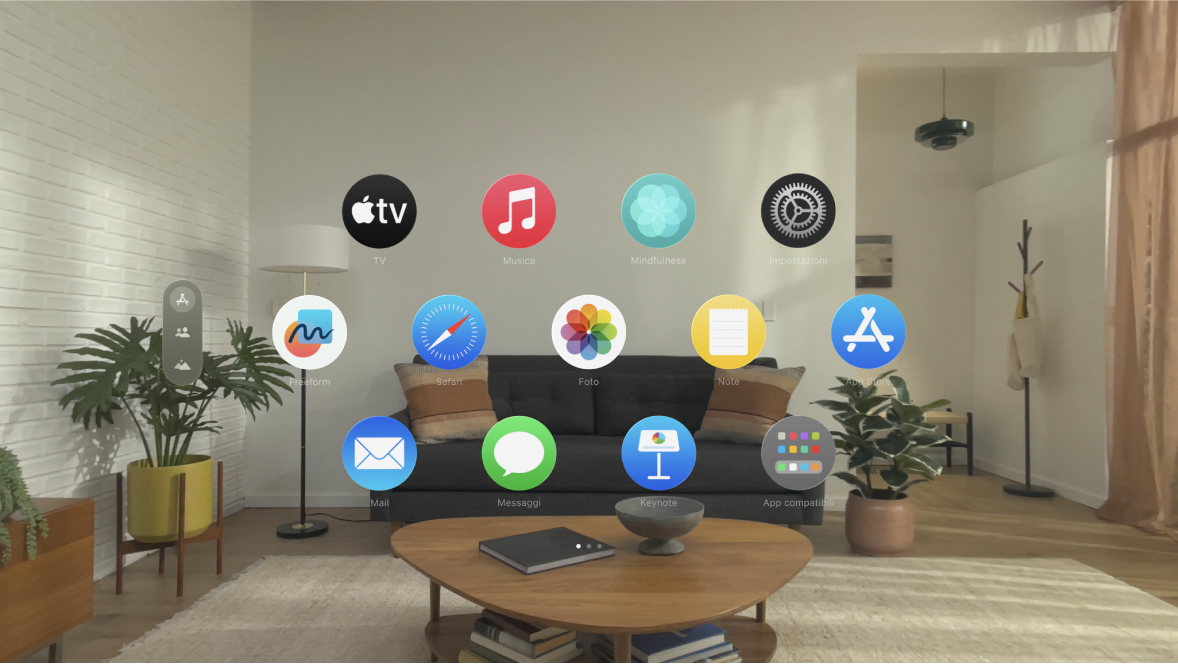 tv
TV
Musica
Mindfulness
Impostazioni
Freeform
Safari
Foto
Note
App Store
Mail
Messaggi
Keynote
App compatibili